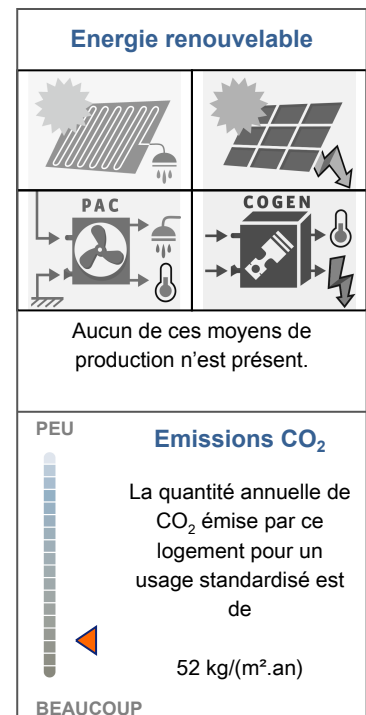 Energie renouvelable
PAC
COGEN
Aucun de ces moyens de
production n'est présent.
PEU
Emissions CO₂
La quantité annuelle de
CO₂ émise par ce
logement pour un
usage standardisé est
de
52 kg/(m².an)
BEAUCOUP